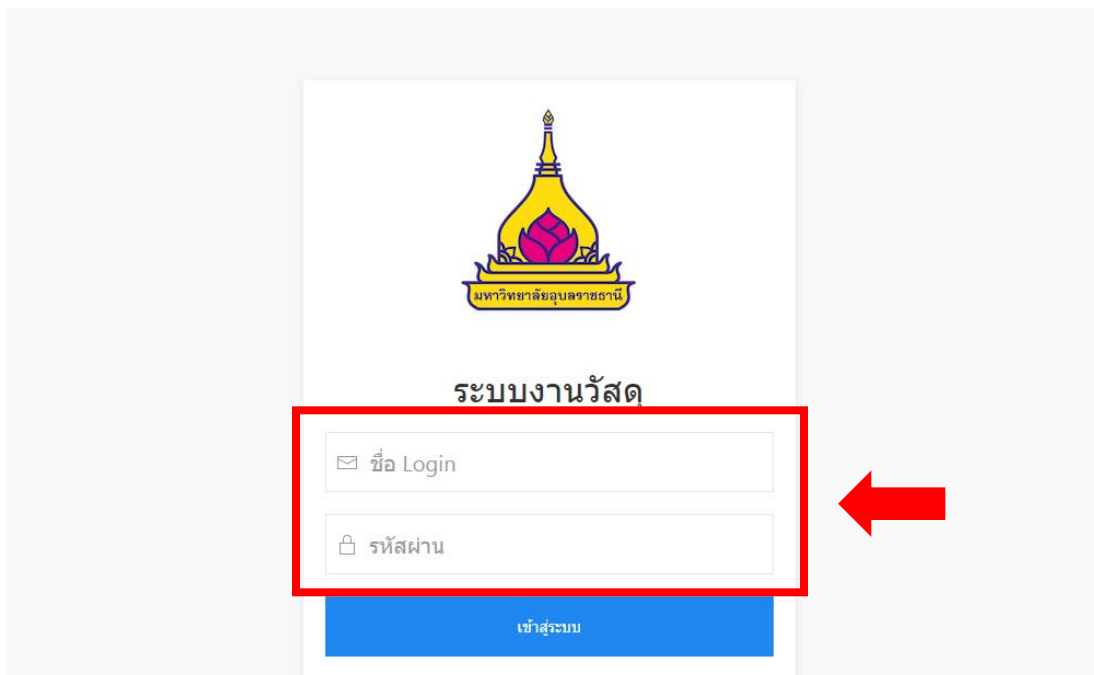 มหาวิทยาลัยอุบลราชธานี
ระบบงานวัสดุ
ชื่อ Login
รหัสผ่าน
เข้าสู่ระบบ